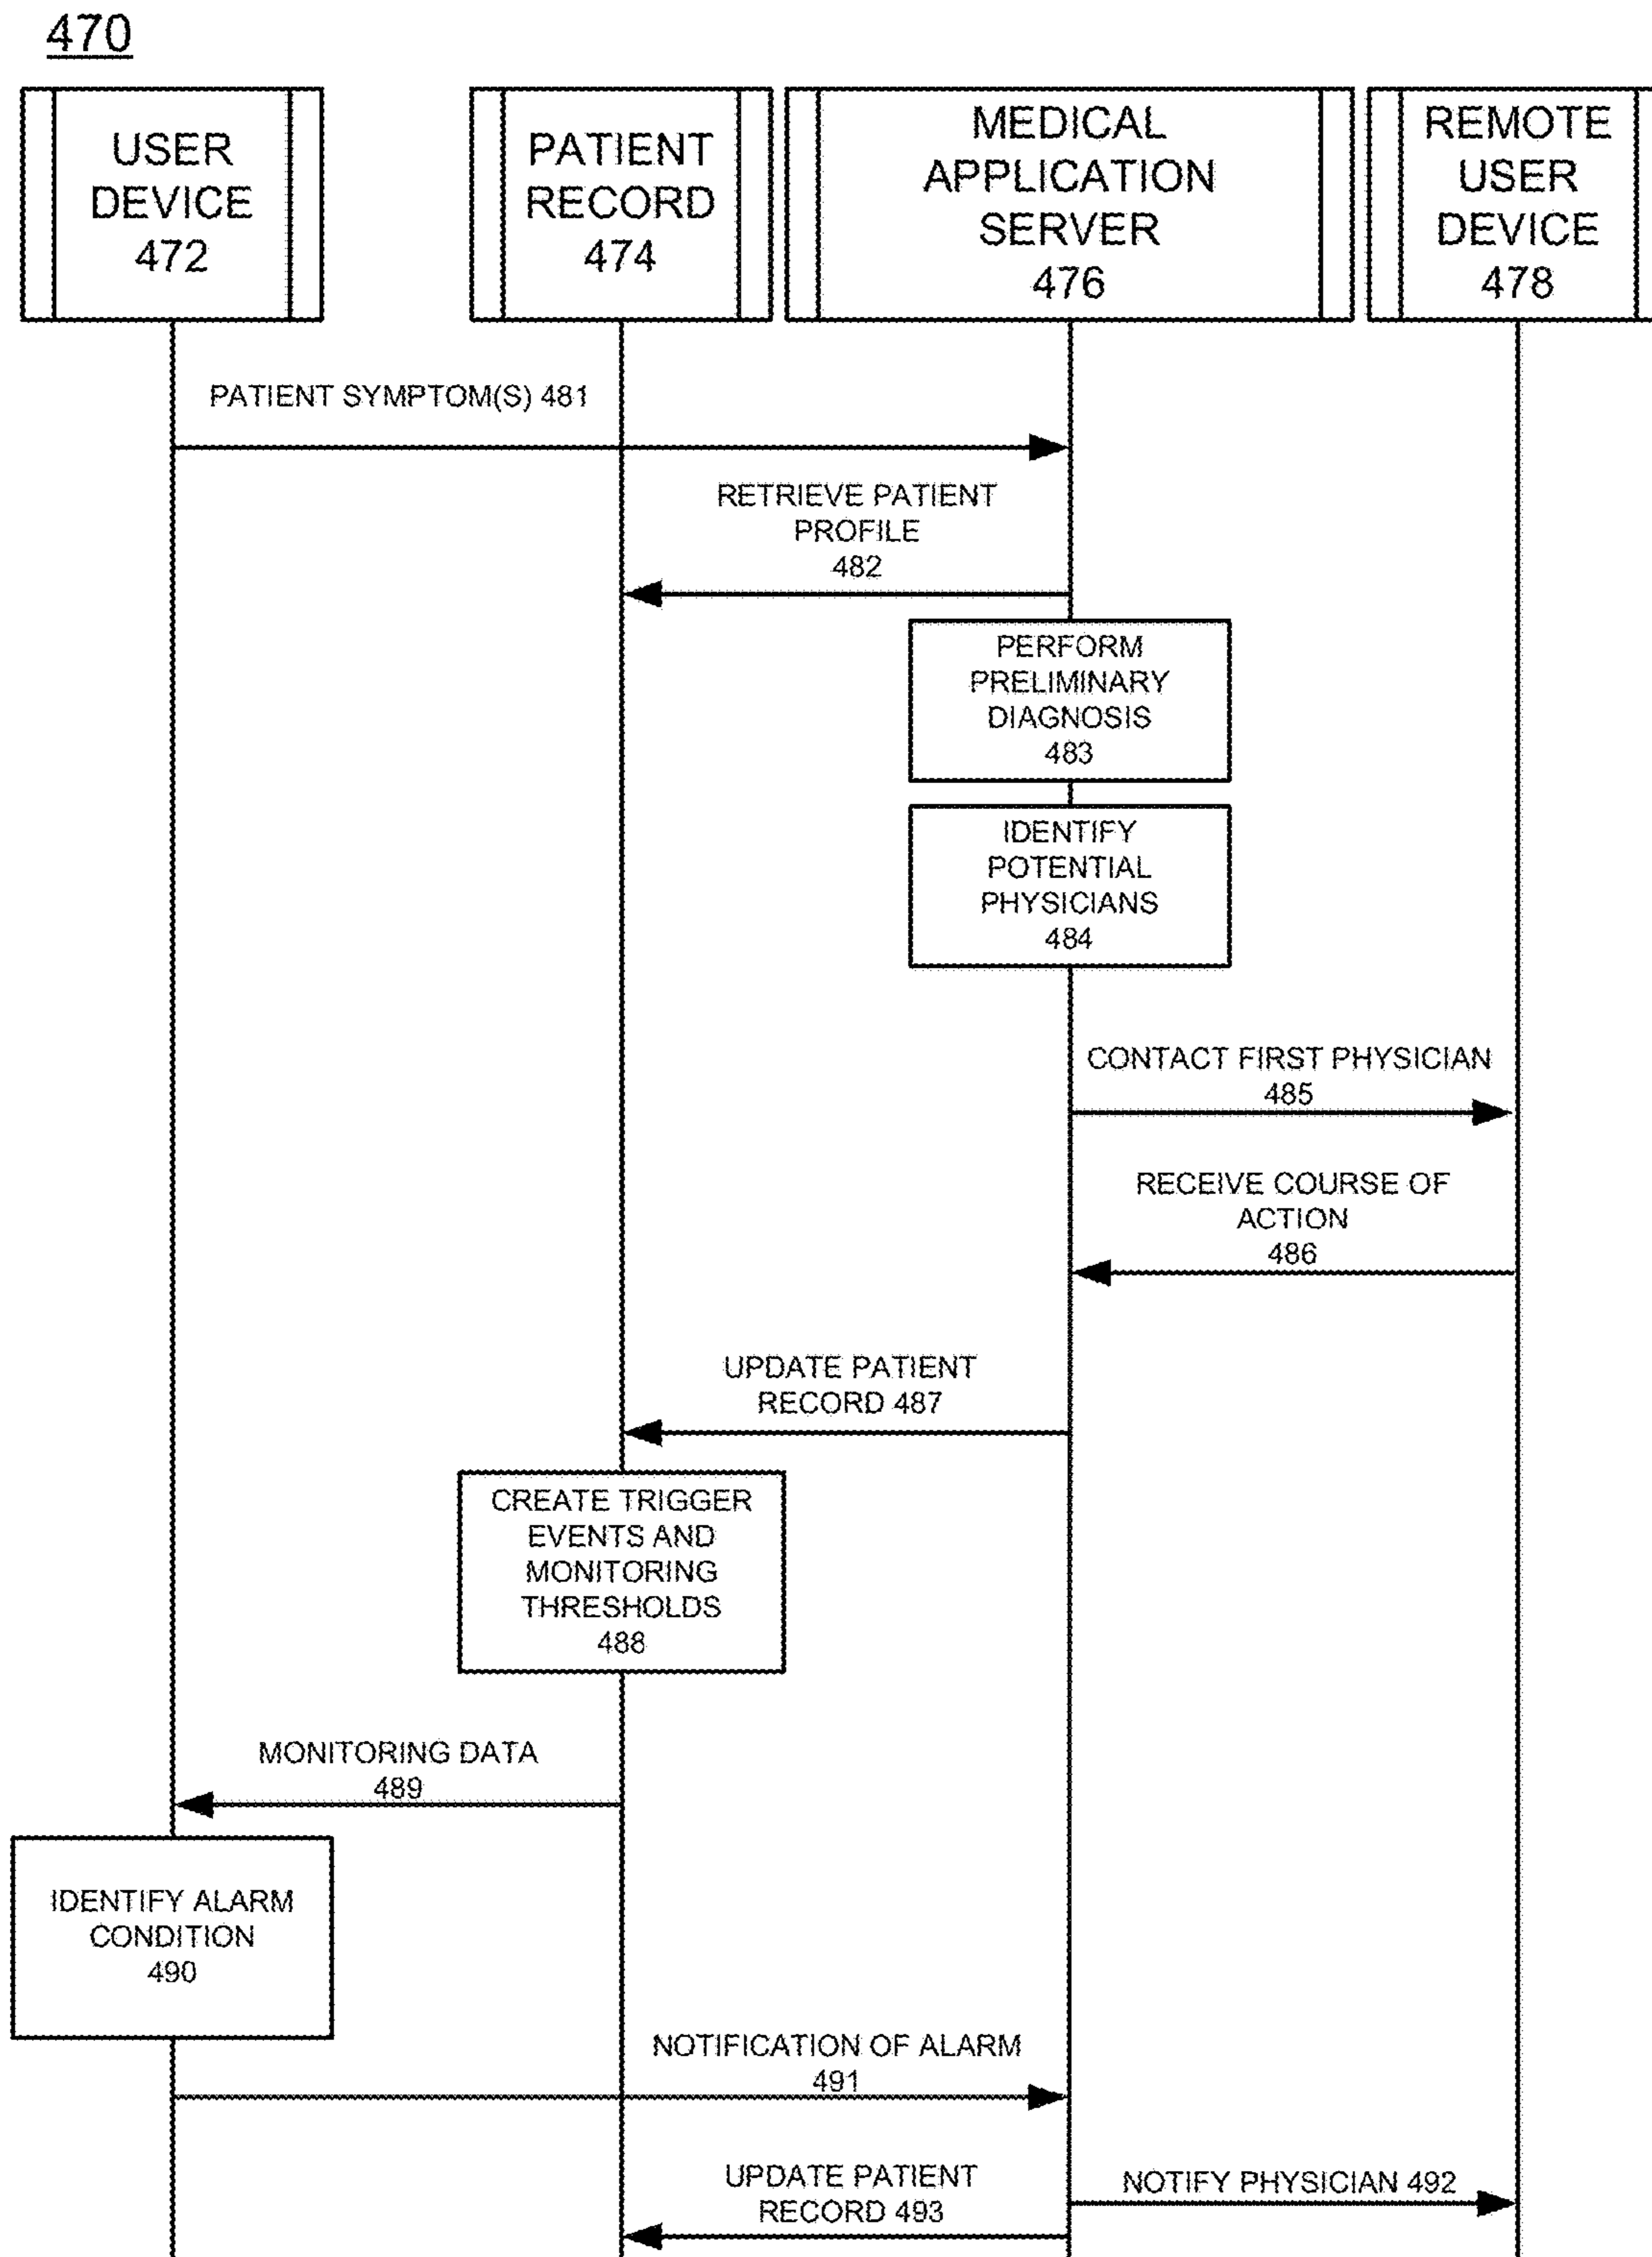 470
USER
DEVICE
472
PATIENT
RECORD
474
MEDICAL
APPLICATION
SERVER
476
REMOTE
USER
DEVICE
478
PATIENT SYMPTOM(S) 481
RETRIEVE PATIENT
PROFILE
482
PERFORM
PRELIMINARY
DIAGNOSIS
483
IDENTIFY
POTENTIAL
PHYSICIANS
484
CONTACT FIRST PHYSICIAN
485
RECEIVE COURSE OF
ACTION
486
UPDATE PATIENT
RECORD 487
CREATE TRIGGER
EVENTS AND
MONITORING
THRESHOLDS
488
MONITORING DATA
489
IDENTIFY ALARM
CONDITION
490
NOTIFICATION OF ALARM
491
UPDATE PATIENT
RECORD 493
NOTIFY PHYSICIAN 492